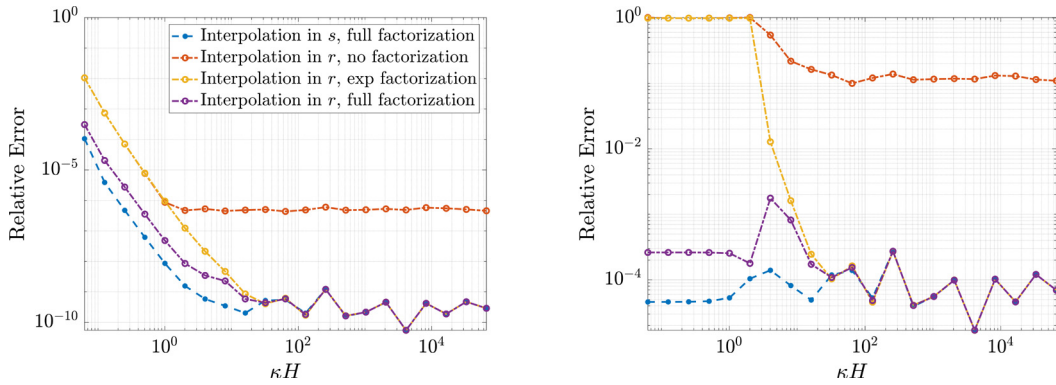 10^0
10^-5
10^-10
Relative Error
10^0
10^2
10^4
κH
Interpolation in s, full factorization
Interpolation in r, no factorization
Interpolation in r, exp factorization
Interpolation in r, full factorization
10^0
10^-2
10^-4
Relative Error
10^0
10^2
10^4
κH